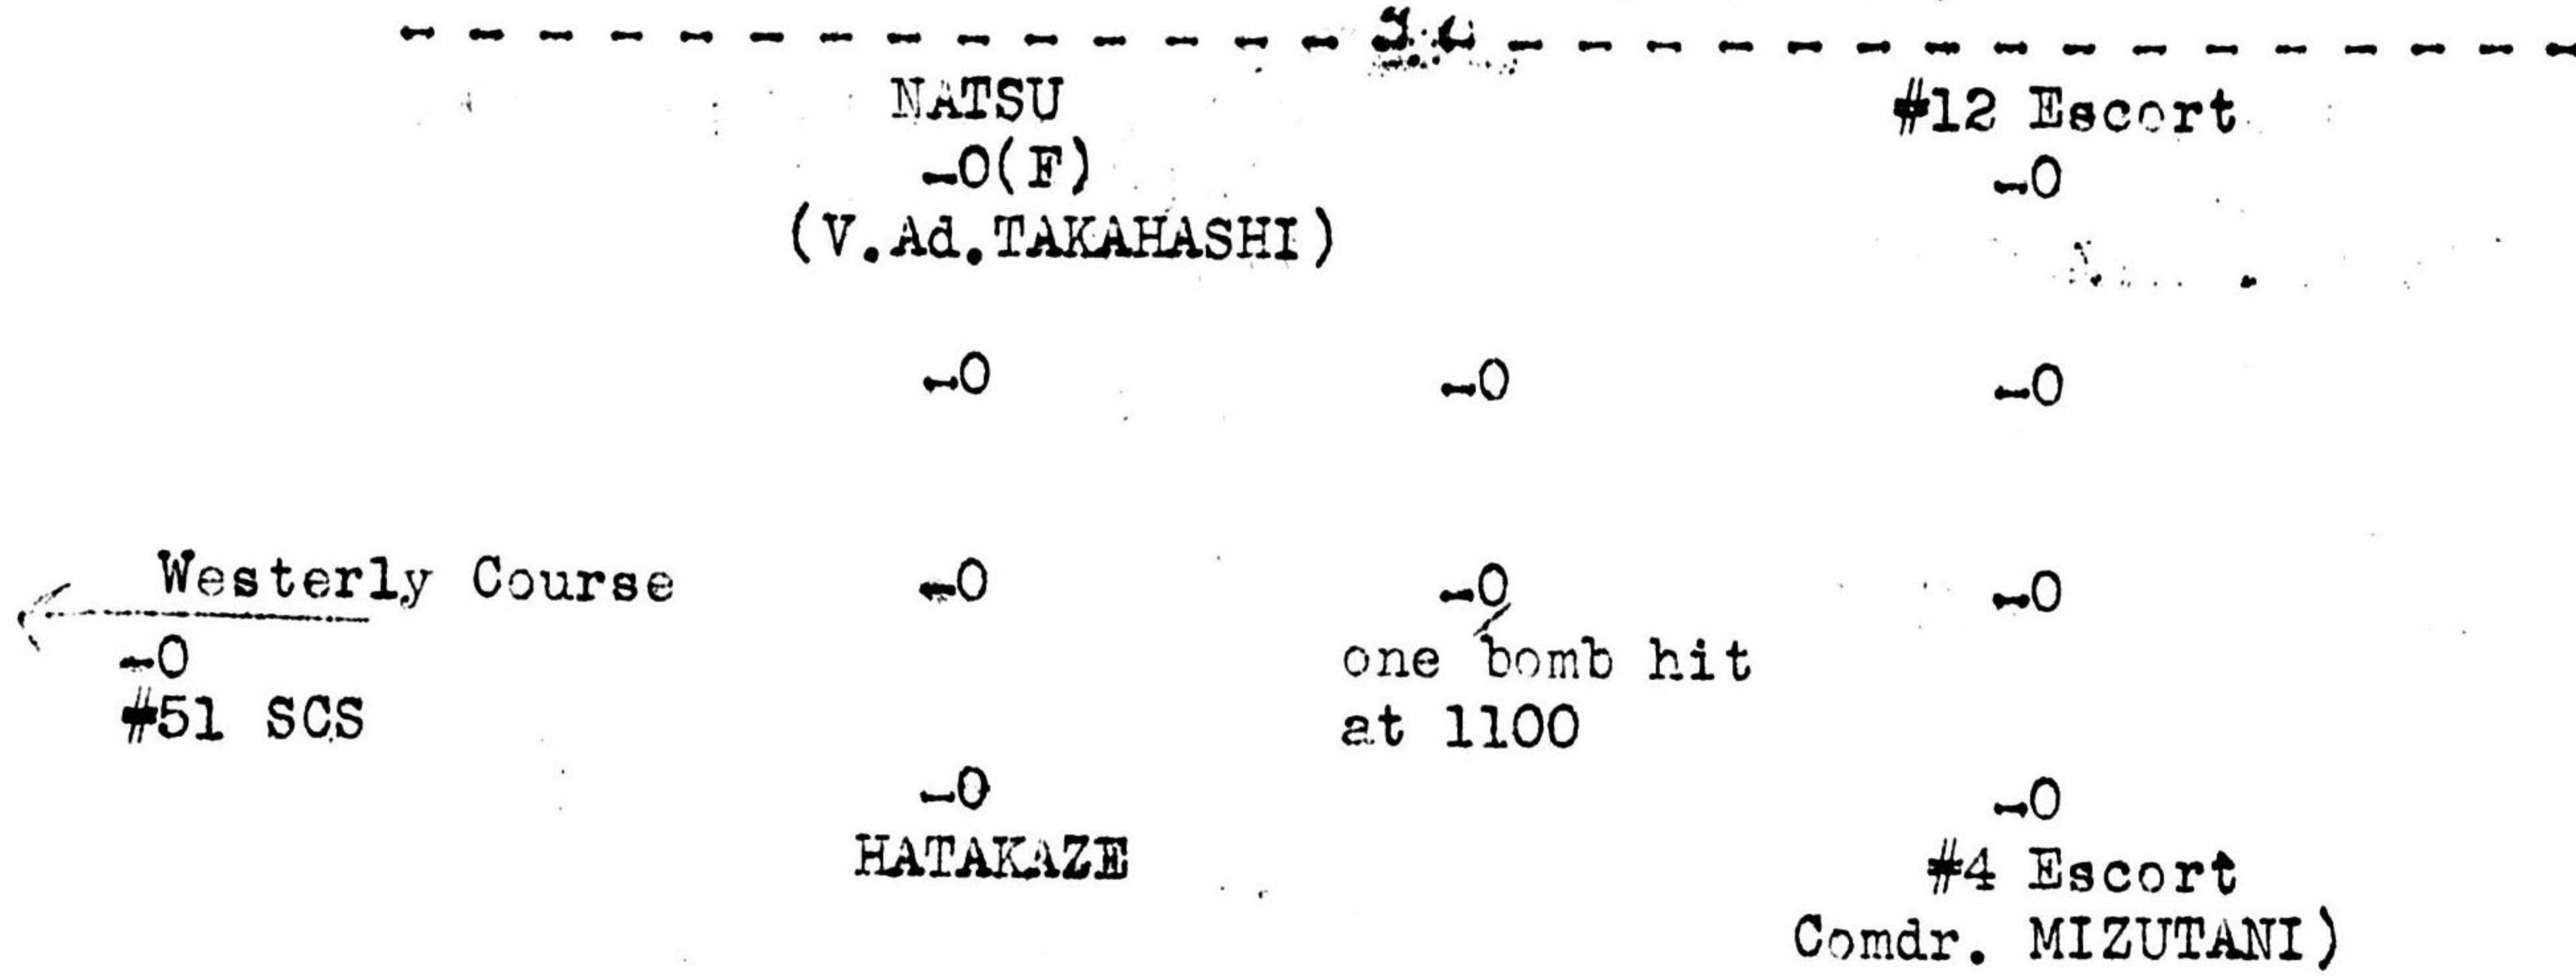 NATSU #12 Escort
-0(F) -0
(V.Ad.TAKAHASHI)
-0 -0 -0
Westerly Course -0 -0 -0
-0 one bomb hit
#51 SCS at 1100
-0 -0
HATAKAZE #4 Escort
Comdr. MIZUTANI)